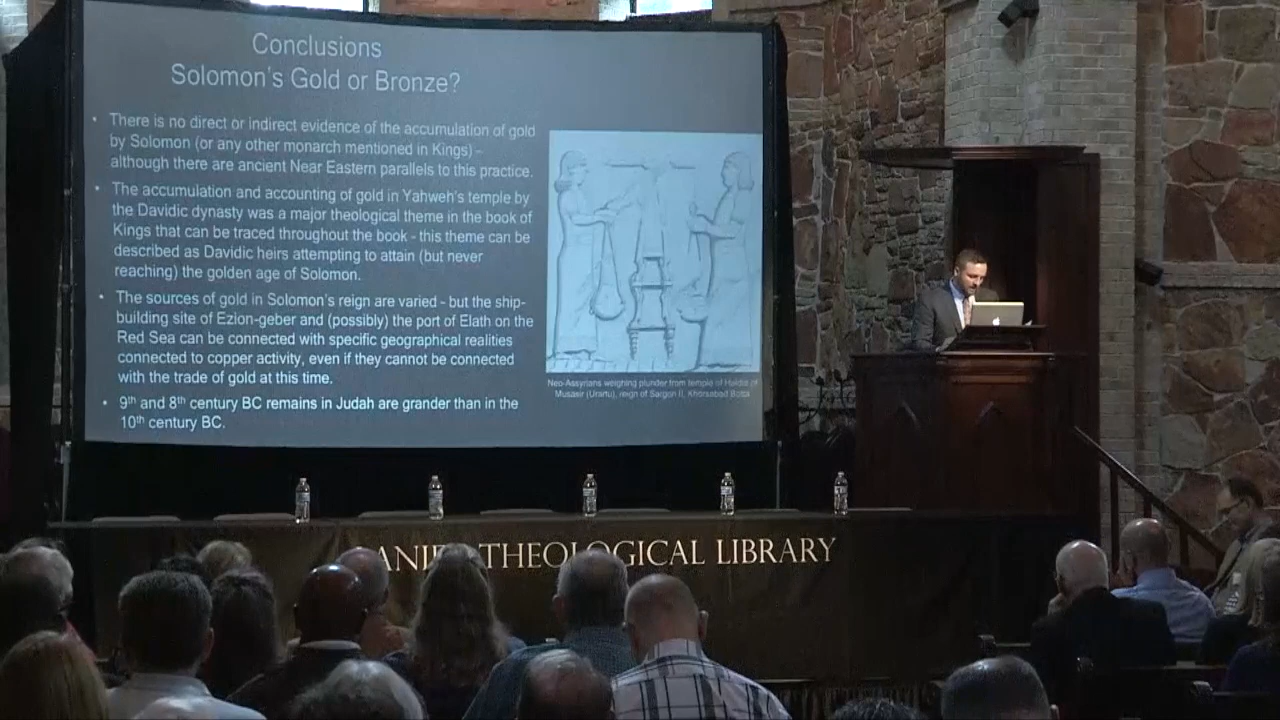 Conclusions
Solomon's Gold or Bronze?
• There is no direct or indirect evidence of the accumulation of gold
by Solomon (or any other monarch mentioned in Kings) -
although there are ancient Near Eastern parallels to this practice.
• The accumulation and accounting of gold in Yahweh's temple by
the Davidic dynasty was a major theological theme in the book of
Kings that can be traced throughout the book - this theme can be
described as Davidic heirs attempting to attain (but never
reaching) the golden age of Solomon.
• The sources of gold in Solomon's reign are varied - but the ship-
building site of Ezion-geber and (possibly) the port of Elath on the
Red Sea can be connected with specific geographical realities
connected to copper activity, even if they cannot be connected
with the trade of gold at this time.
• 9th and 8th century BC remains in Judah are grander than in the
10th century BC.
Neo-Assyrians weighing plunder from temple of Haldia of
Musasir (Urartu), reign of Sargon II, Khorsabad
THEOLOGICAL LIBRARY